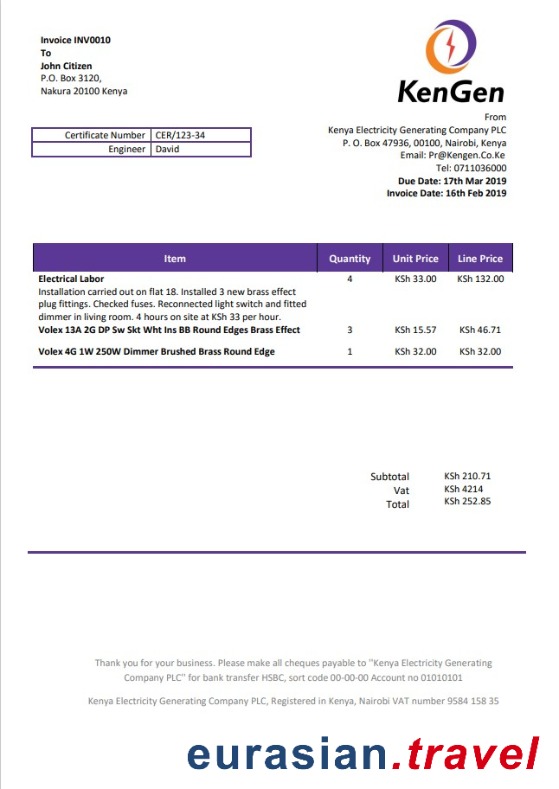 Invoice INV0010
To
John Citizen
P.O. Box 3120,
Nakura 20100 Kenya
KenGen
From
Kenya Electricity Generating Company PLC
P. O. Box 47936, 00100, Nairobi, Kenya
Email: Pr@Kengen.Co.Ke
Tel: 0711036000
Due Date: 17th Mar 2019
Invoice Date: 16th Feb 2019
Certificate Number CER/123-34
Engineer David
Item Quantity Unit Price Line Price
Electrical Labor 4 KSh 33.00 KSh 132.00
Installation carried out on flat 18. Installed 3 new brass effect
plug fittings. Checked fuses. Reconnected light switch and fitted
dimmer in living room. 4 hours on site at KSh 33 per hour.
Volex 13A 2G DP Sw Skt Wht Ins BB Round Edges Brass Effect 3 KSh 15.57 KSh 46.71
Volex 4G 1W 250W Dimmer Brushed Brass Round Edge 1 KSh 32.00 KSh 32.00
Subtotal KSh 210.71
Vat KSh 4214
Total KSh 252.85
Thank you for your business. Please make all cheques payable to "Kenya Electricity Generating
Company PLC" for bank transfer HSBC, sort code 00-00-00 Account no 01010101
Kenya Electricity Generating Company PLC, Registered in Kenya, Nairobi VAT number 9584 158 35
eurasian.travel